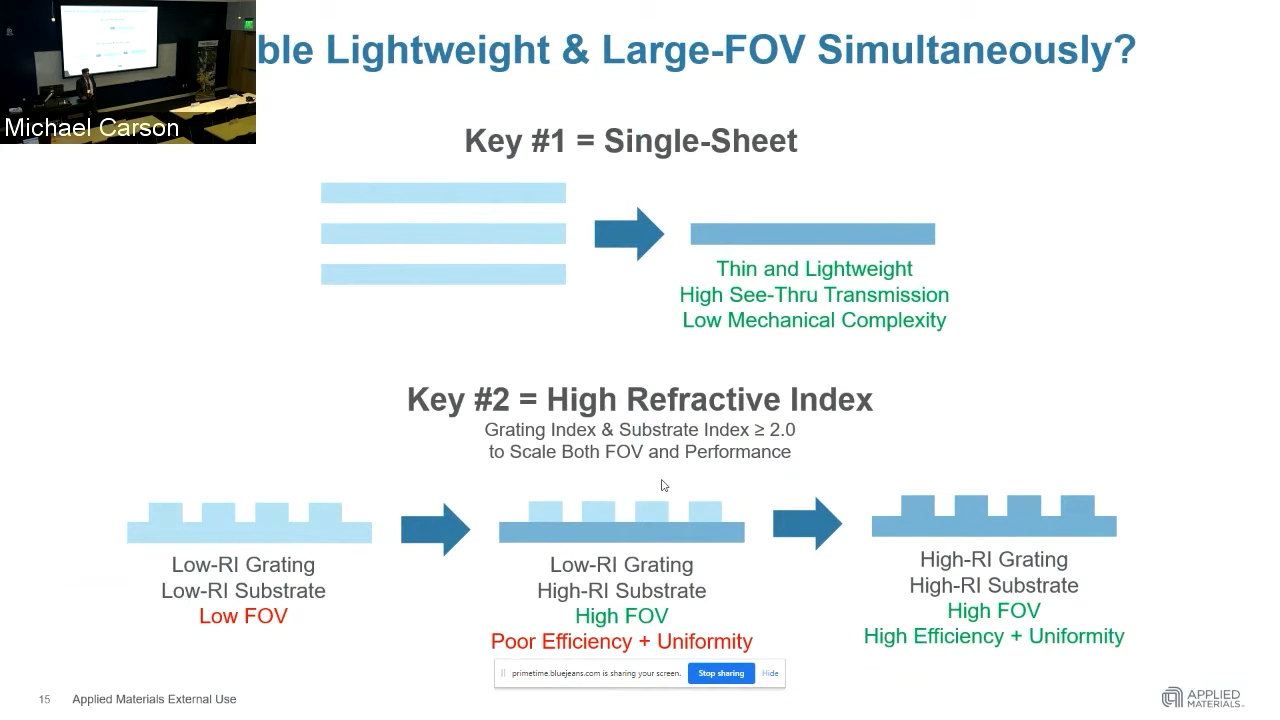 ble Lightweight & Large-FOV Simultaneously?
Michael Carson
Key #1 = Single-Sheet
Thin and Lightweight
High See-Thru Transmission
Low Mechanical Complexity
Key #2 = High Refractive Index
Grating Index & Substrate Index ≥ 2.0
to Scale Both FOV and Performance
Low-RI Grating
Low-RI Substrate
Low FOV
Low-RI Grating
High-RI Substrate
High FOV
Poor Efficiency + Uniformity
High-RI Grating
High-RI Substrate
High FOV
High Efficiency + Uniformity
primetime.bluejeans.com is sharing your screen.
Stop sharing
Hide
15
Applied Materials External Use
APPLIED
MATERIALS